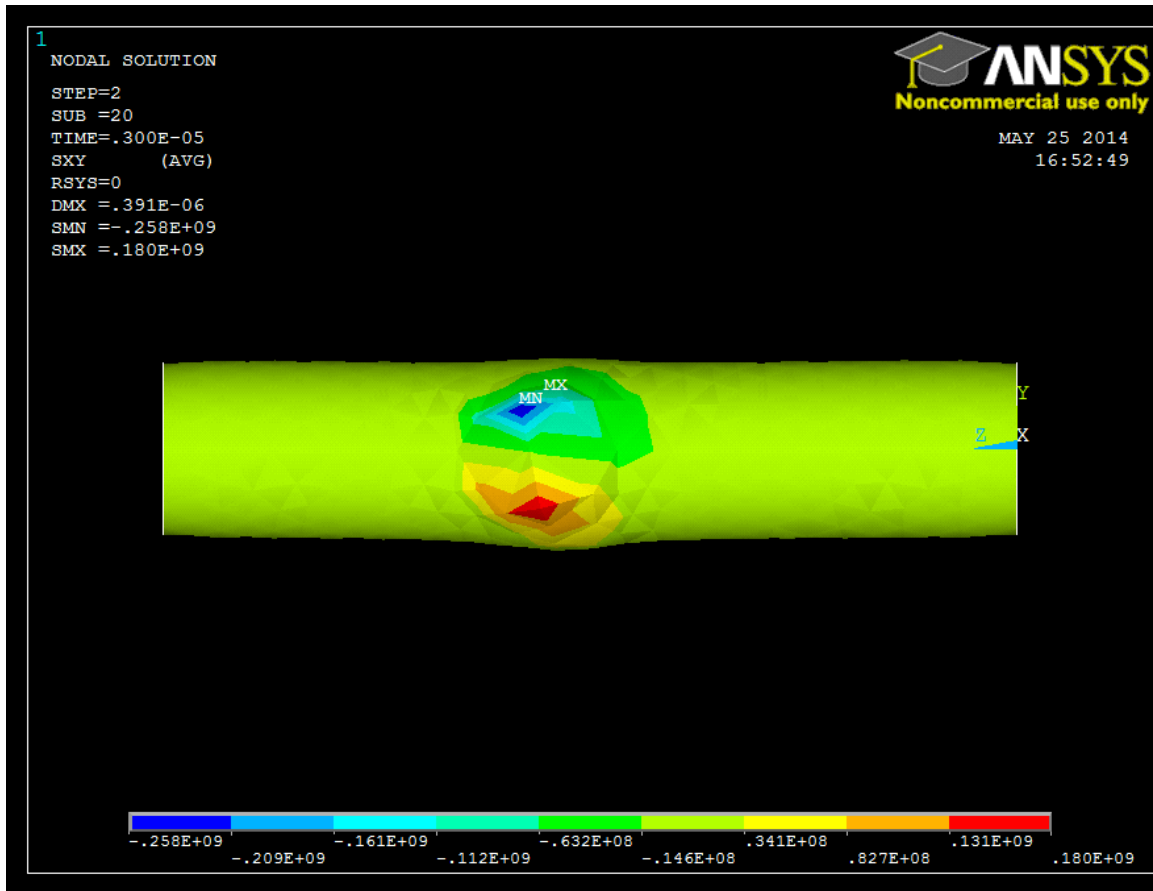 1
NODAL SOLUTION
STEP=2
SUB =20
TIME=.300E-05
SXY (AVG)
RSYS=0
DMX =.391E-06
SMN =-.258E+09
SMX =.180E+09
ANSYS
Noncommercial use only
MAY 25 2014
16:52:49
MX
MN
Y
Z X
-.258E+09 -.161E+09 -.632E+08 .341E+08 .131E+09
-.209E+09 -.112E+09 -.146E+08 .827E+08 .180E+09